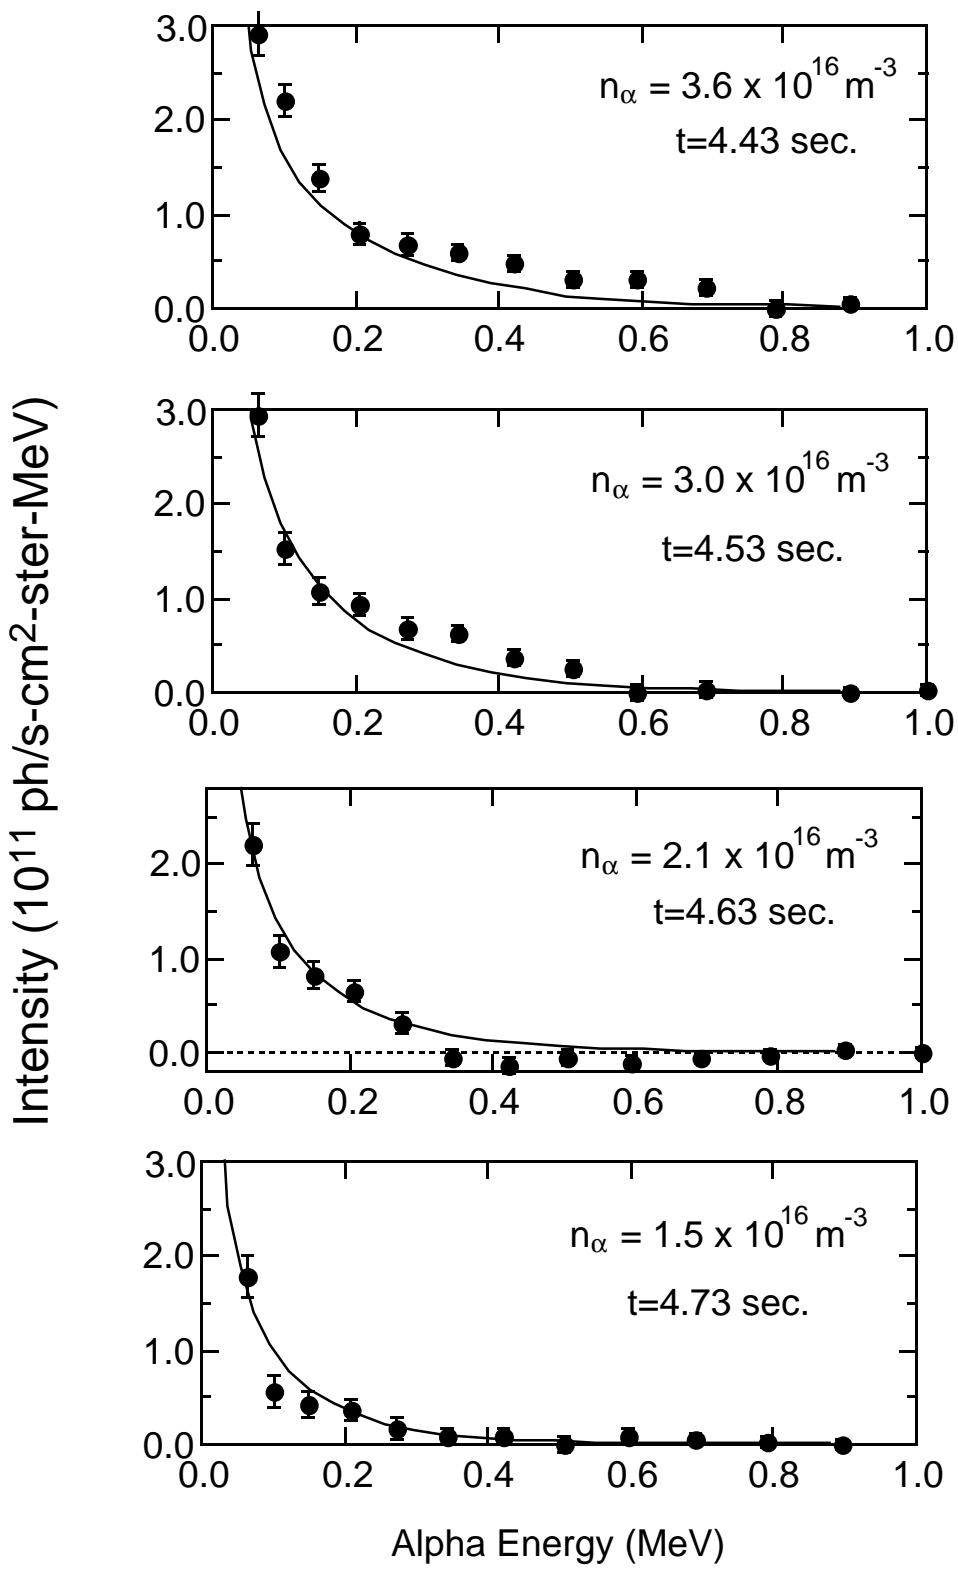 Intensity (10¹¹ ph/s-cm²-ster-MeV)
3.0
2.0
1.0
0.0
nα = 3.6 x 10¹⁶ m⁻³
t=4.43 sec.
0.0 0.2 0.4 0.6 0.8 1.0
3.0
2.0
1.0
0.0
nα = 3.0 x 10¹⁶ m⁻³
t=4.53 sec.
0.0 0.2 0.4 0.6 0.8 1.0
2.0
1.0
0.0
nα = 2.1 x 10¹⁶ m⁻³
t=4.63 sec.
0.0 0.2 0.4 0.6 0.8 1.0
3.0
2.0
1.0
0.0
nα = 1.5 x 10¹⁶ m⁻³
t=4.73 sec.
0.0 0.2 0.4 0.6 0.8 1.0
Alpha Energy (MeV)